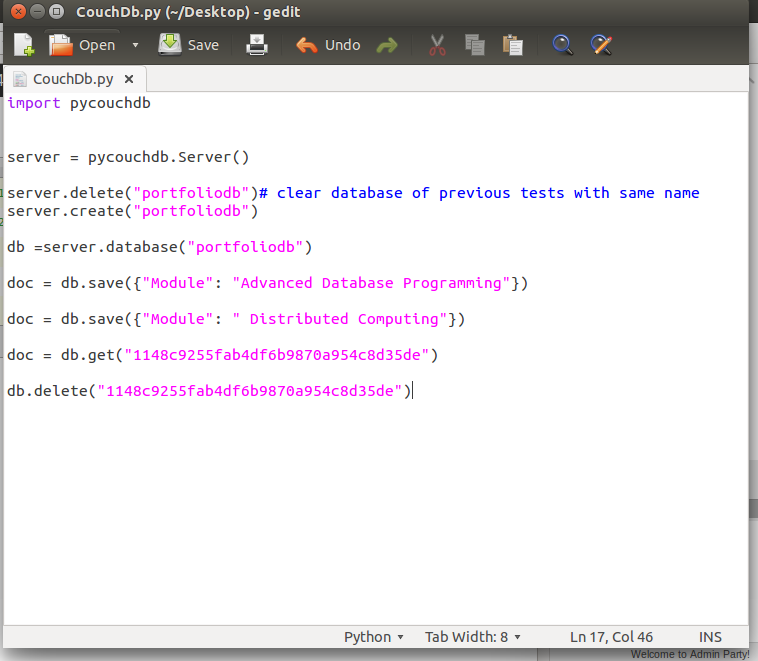 CouchDb.py (~/Desktop) - gedit
Open Save Undo
CouchDb.py ×
import pycouchdb
server = pycouchdb.Server()
server.delete("portfoliodb")# clear database of previous tests with same name
server.create("portfoliodb")
db =server.database("portfoliodb")
doc = db.save({"Module": "Advanced Database Programming"})
doc = db.save({"Module": " Distributed Computing"})
doc = db.get("1148c9255fab4df6b9870a954c8d35de")
db.delete("1148c9255fab4df6b9870a954c8d35de")
Python Tab Width: 8 Ln 17, Col 46 INS
Welcome to Admin Party!